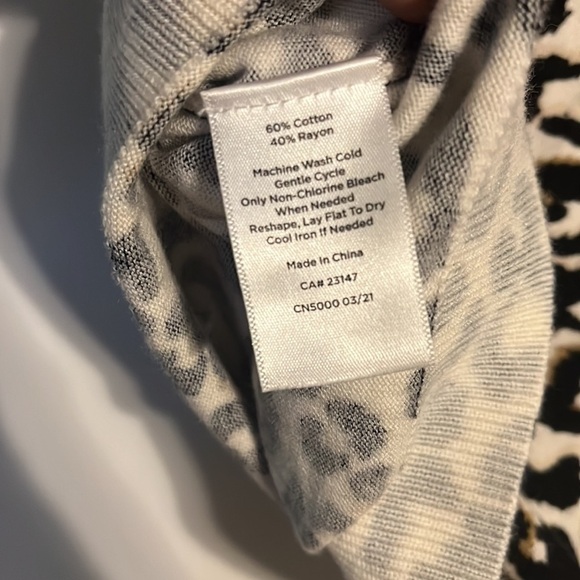 60% Cotton
40% Rayon
Machine Wash Cold
Gentle Cycle
Only Non-Chlorine Bleach
When Needed
Reshape, Lay Flat To Dry
Cool Iron If Needed
Made in China
CA# 23147
CN5000 03/21